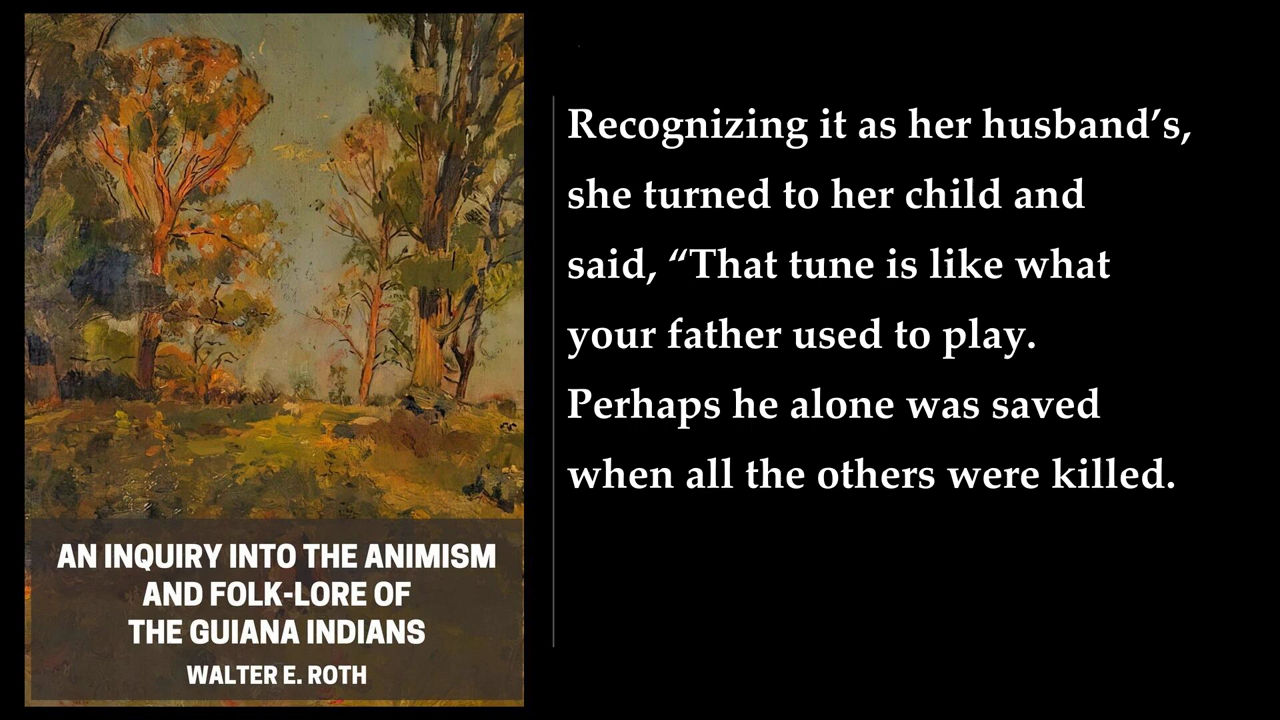 Recognizing it as her husband’s,
she turned to her child and
said, “That tune is like what
your father used to play.
Perhaps he alone was saved
when all the others were killed.
AN INQUIRY INTO THE ANIMISM
AND FOLK-LORE OF
THE GUIANA INDIANS
WALTER E. ROTH